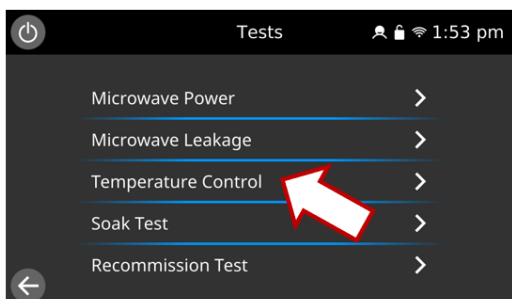 Tests 1:53 pm
Microwave Power
Microwave Leakage
Temperature Control
Soak Test
Recommission Test